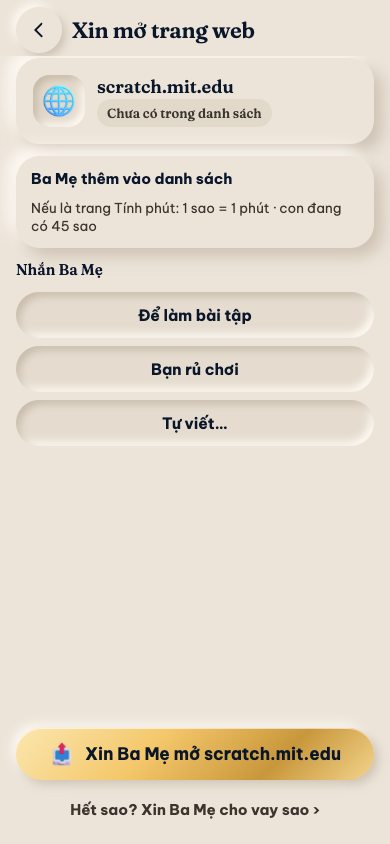 Xin mở trang web
scratch.mit.edu
Chưa có trong danh sách
Ba Mẹ thêm vào danh sách
Nếu là trang Tính phút: 1 sao = 1 phút · con đang
có 45 sao
Nhắn Ba Mẹ
Để làm bài tập
Bạn rủ chơi
Tự viết...
Xin Ba Mẹ mở scratch.mit.edu
Hết sao? Xin Ba Mẹ cho vay sao ›